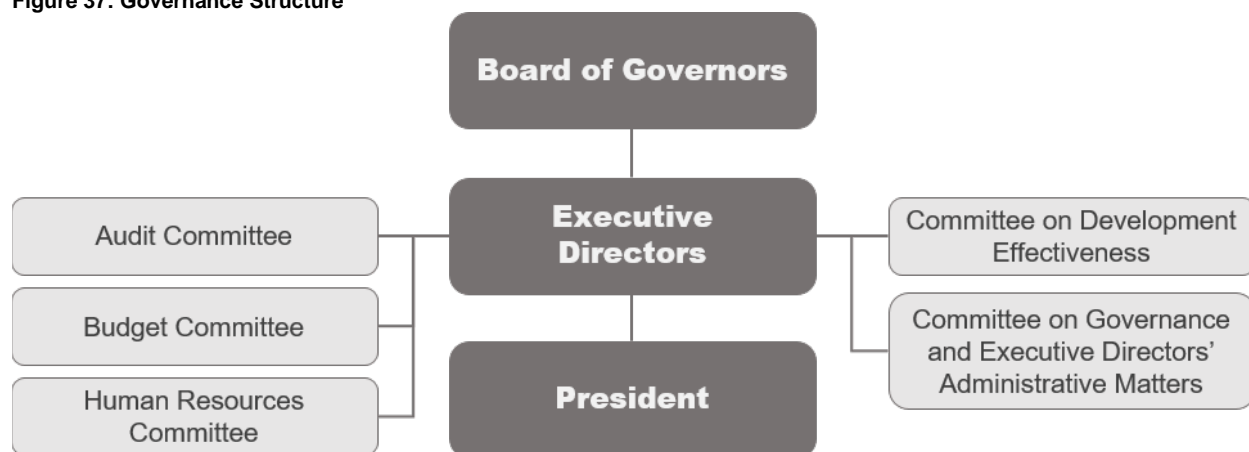 Figure 37: Governance Structure
Board of Governors
Executive
Directors
President
Audit Committee
Budget Committee
Human Resources
Committee
Committee on Development
Effectiveness
Committee on Governance
and Executive Directors’
Administrative Matters